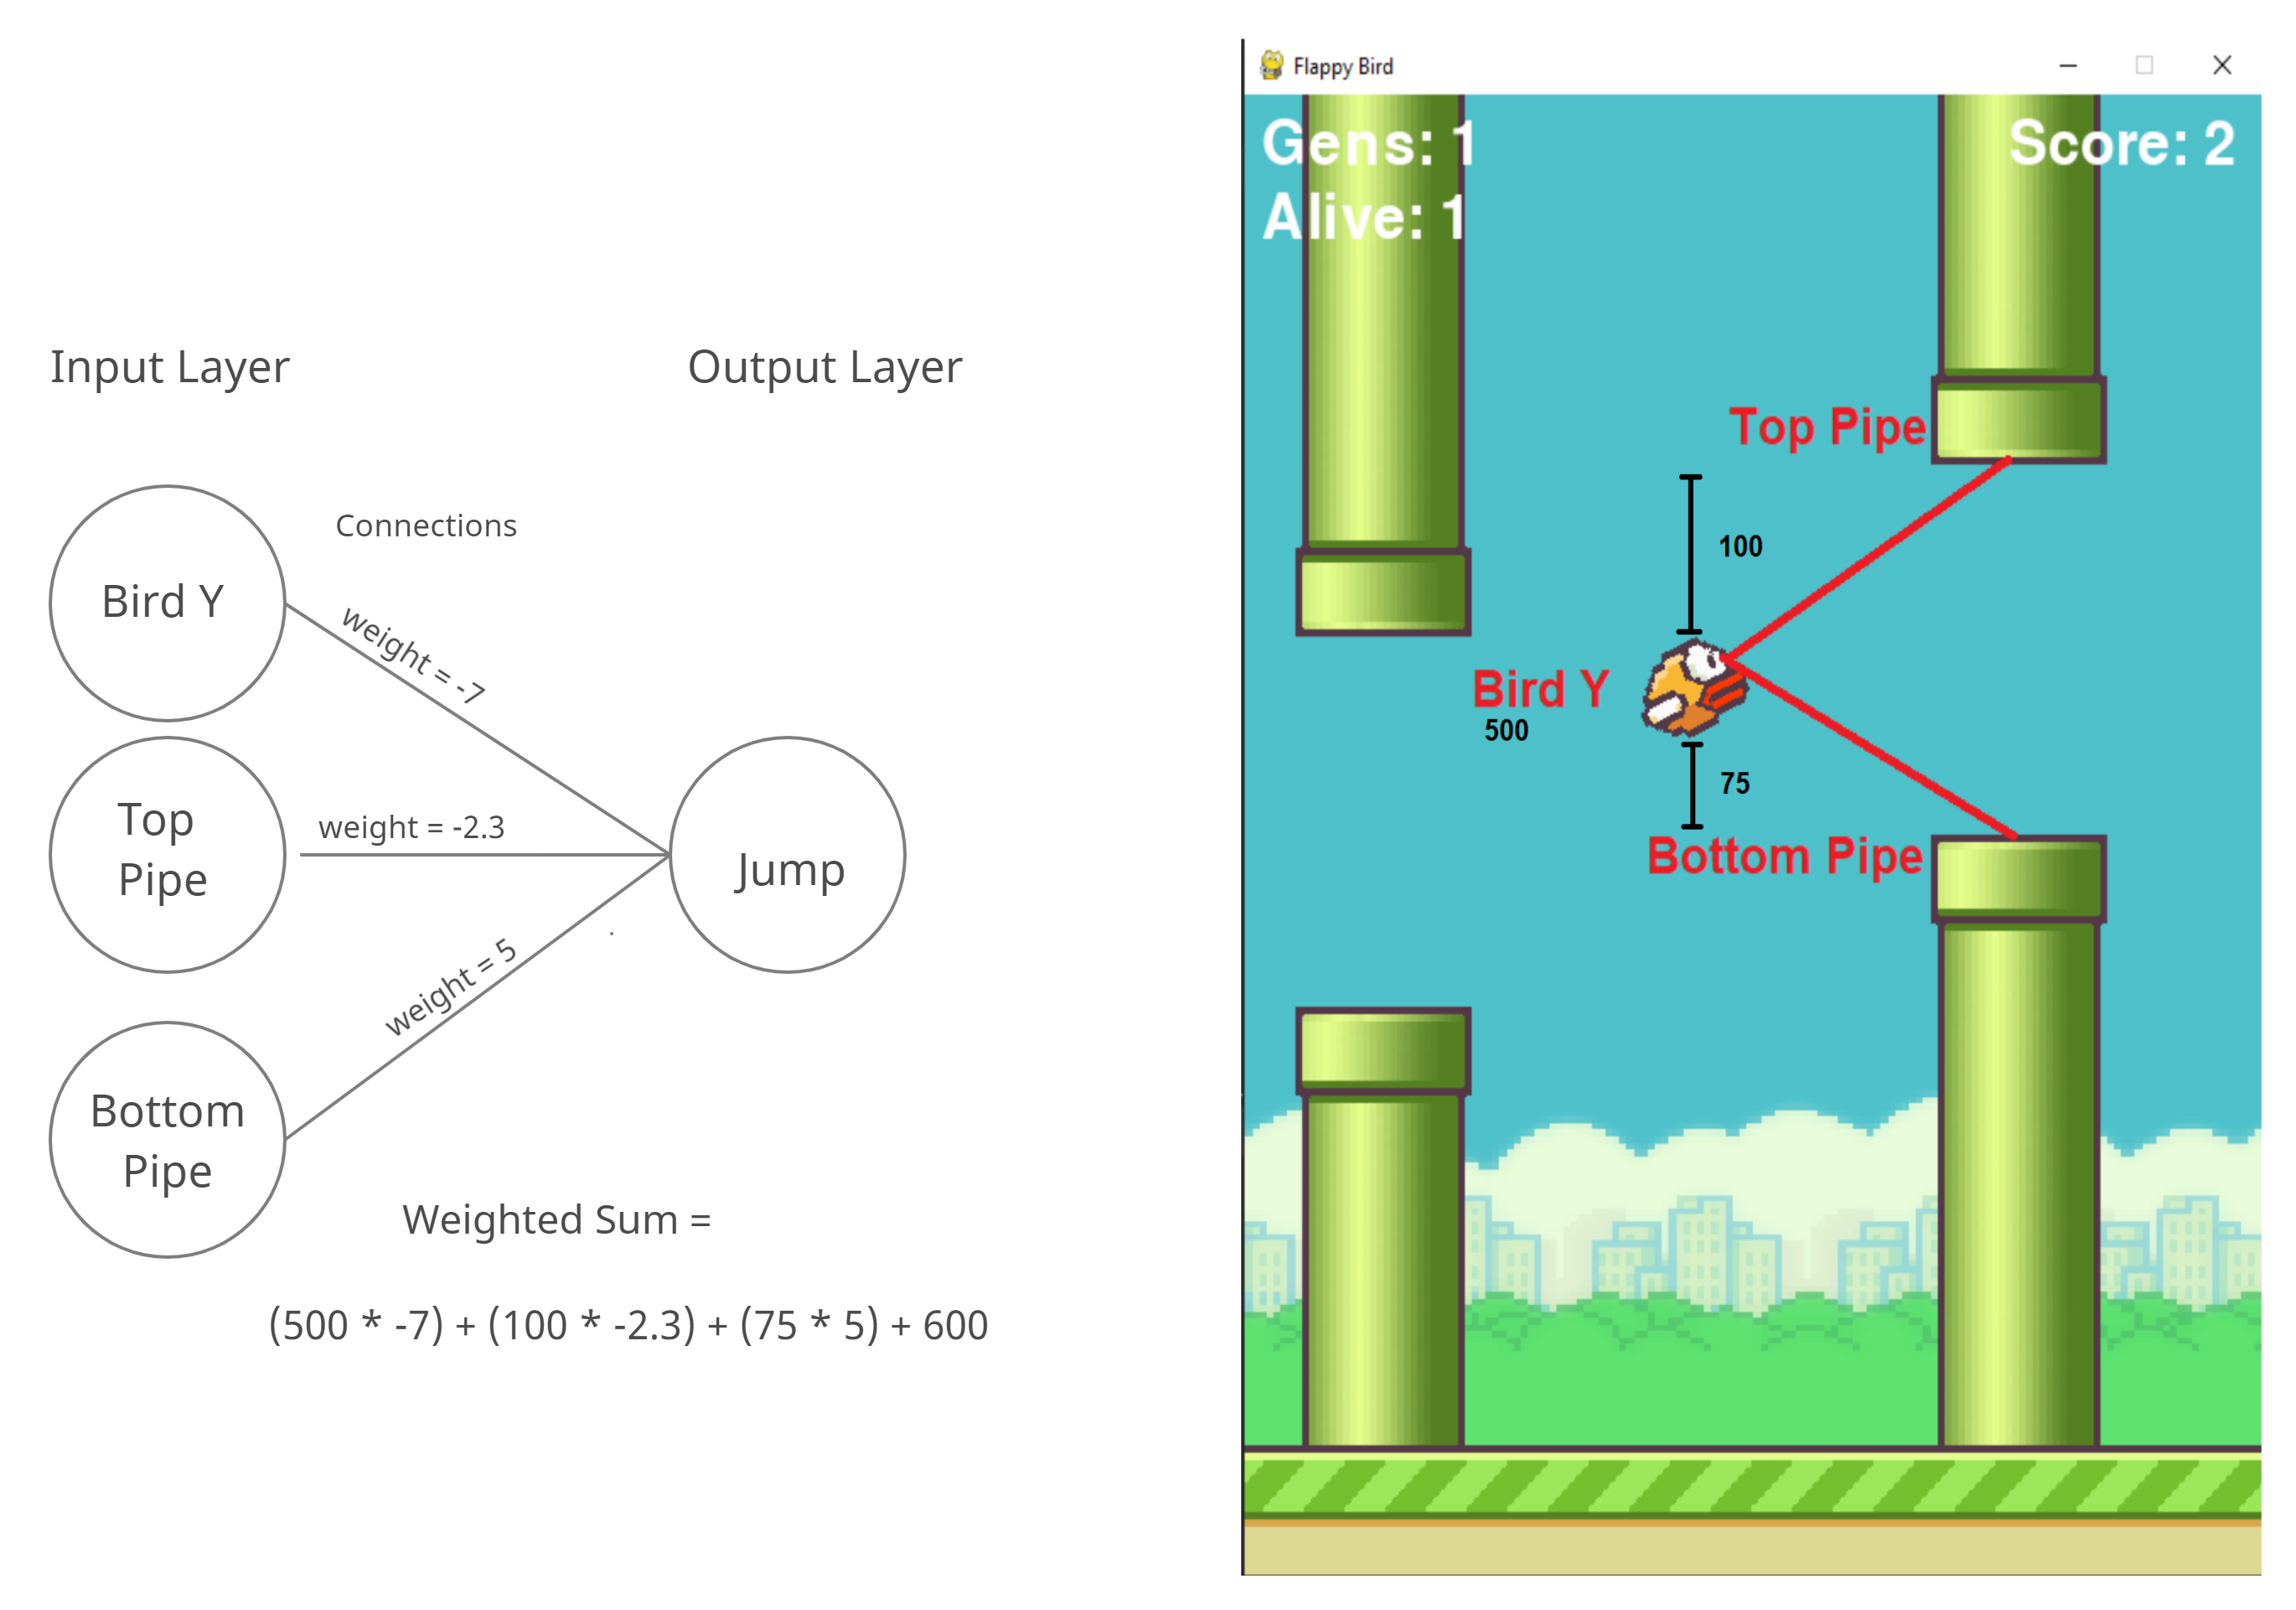 Input Layer
Output Layer
Connections
Bird Y
weight = -7
Top
Pipe
weight = -2.3
Jump
weight = 5
Bottom
Pipe
Weighted Sum =
(500 * -7) + (100 * -2.3) + (75 * 5) + 600
Flappy Bird
Gens: 1
Score: 2
Alive: 1
Top Pipe
100
Bird Y
500
75
Bottom Pipe